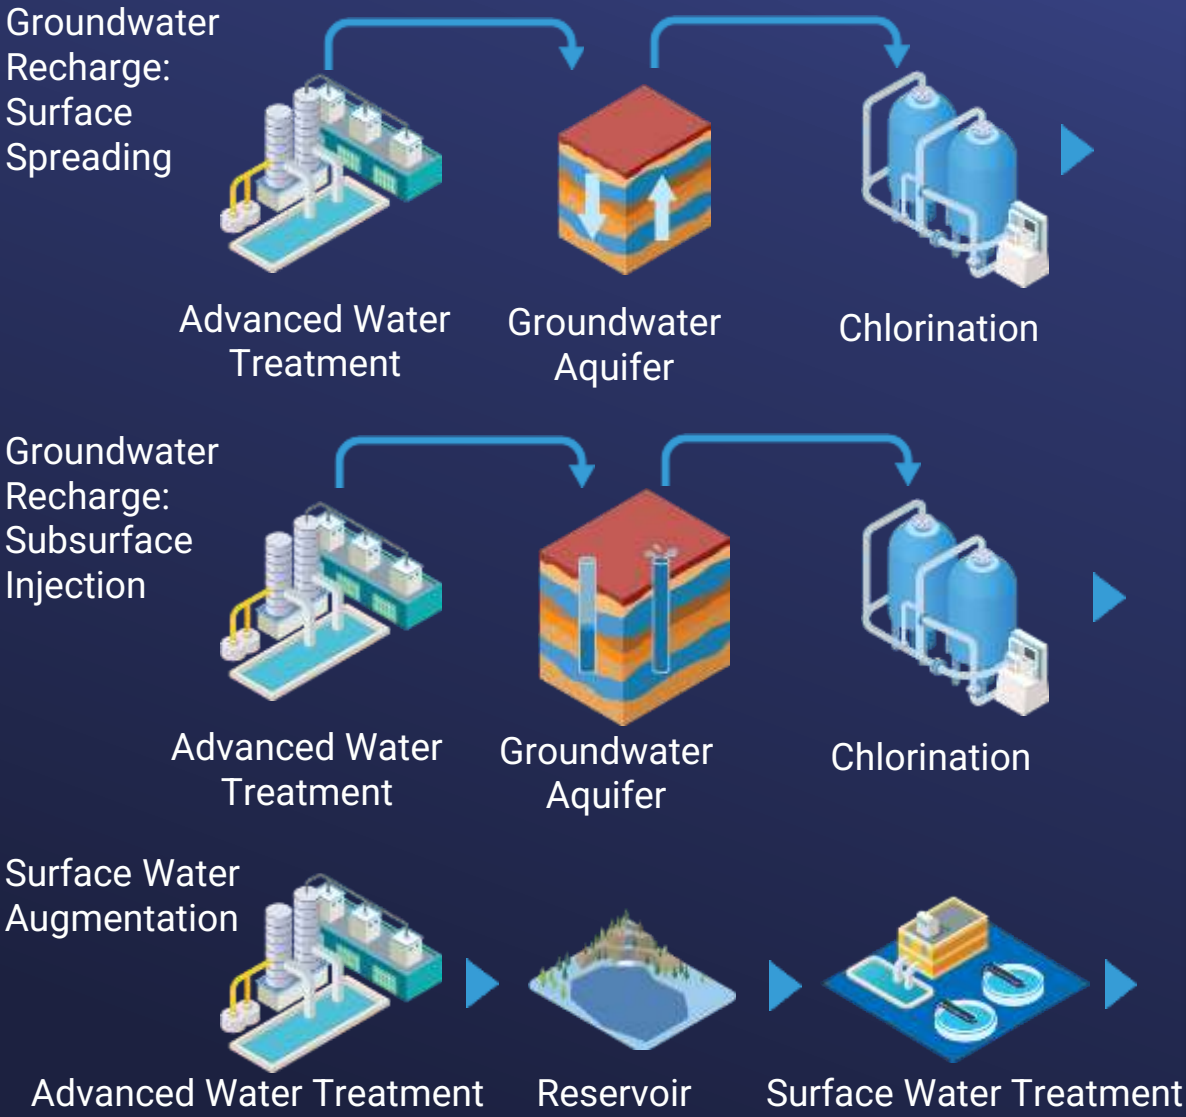 Groundwater
Recharge:
Surface
Spreading
Advanced Water
Treatment
Groundwater
Aquifer
Chlorination
Groundwater
Recharge:
Subsurface
Injection
Advanced Water
Treatment
Groundwater
Aquifer
Chlorination
Surface Water
Augmentation
Advanced Water Treatment
Reservoir
Surface Water Treatment